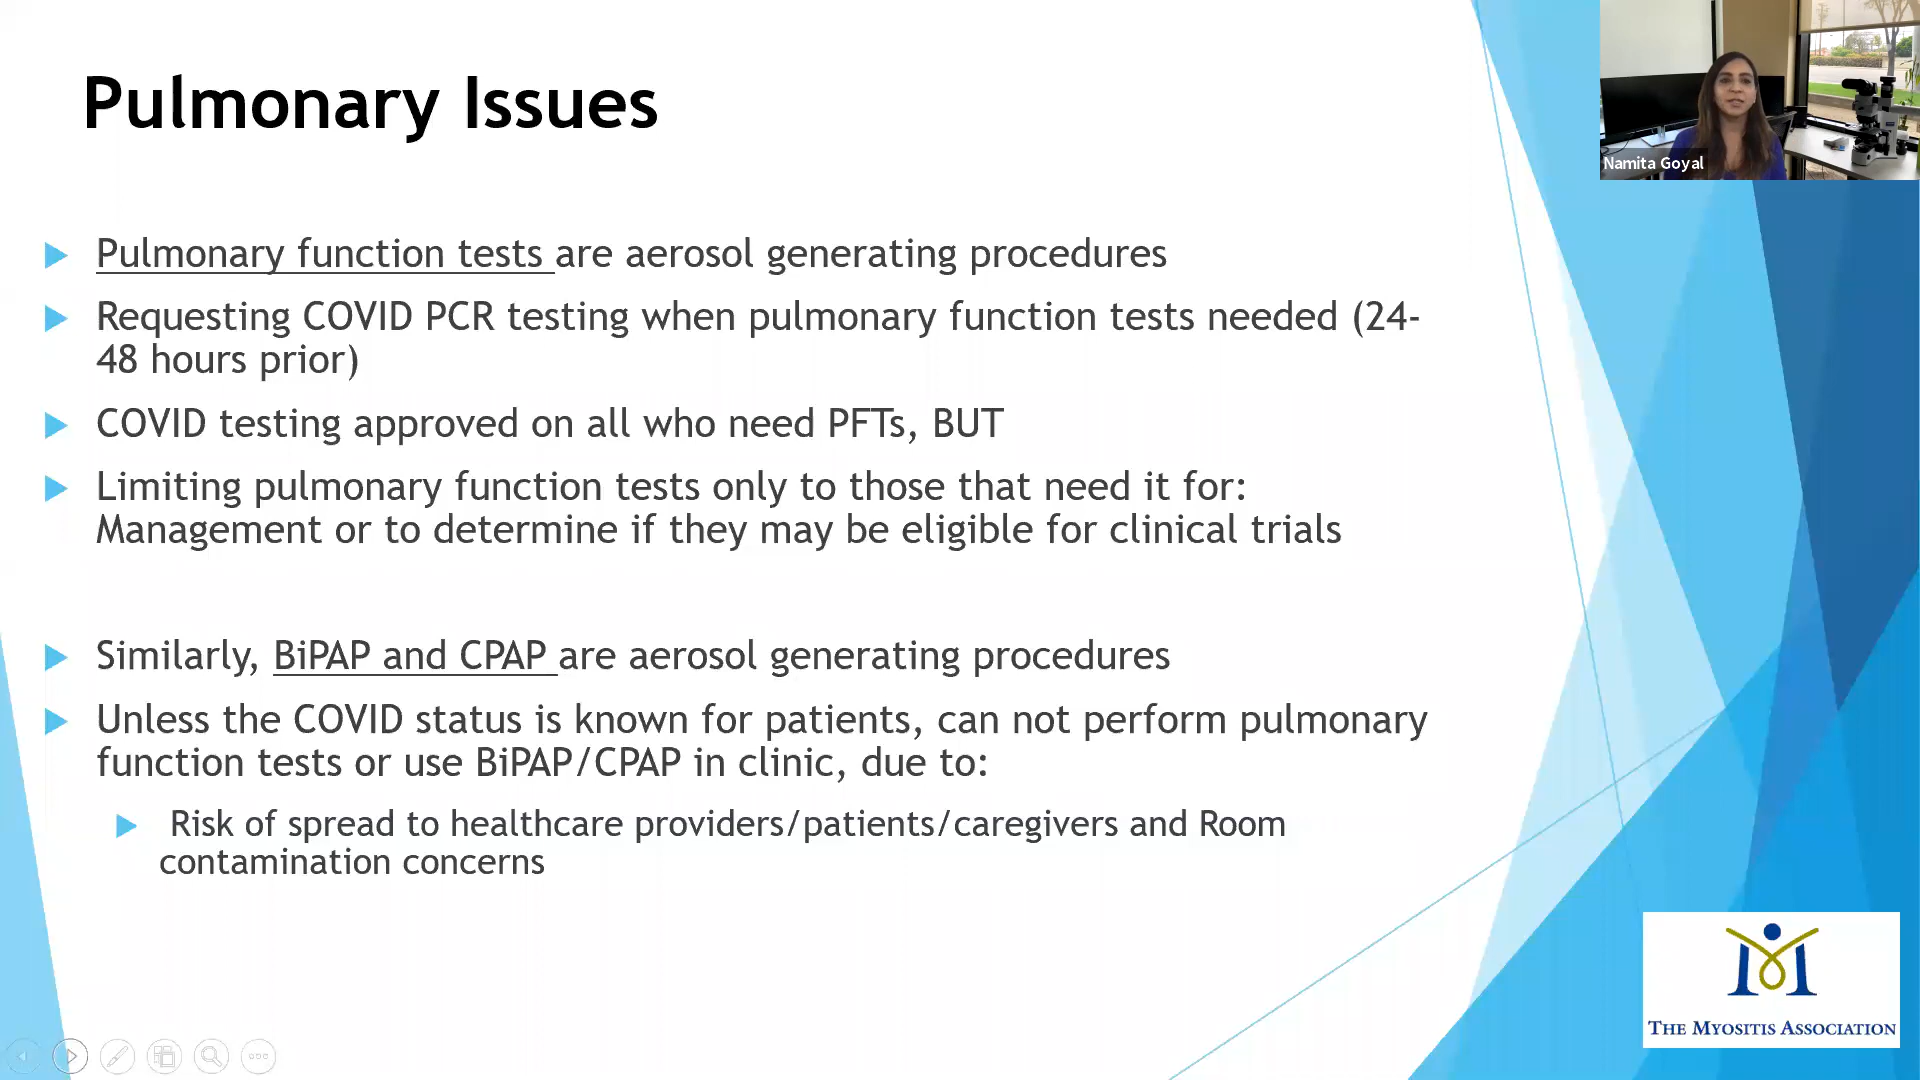 Pulmonary Issues
Namita Goyal
Pulmonary function tests are aerosol generating procedures
Requesting COVID PCR testing when pulmonary function tests needed (24-
48 hours prior)
COVID testing approved on all who need PFTs, BUT
Limiting pulmonary function tests only to those that need it for:
Management or to determine if they may be eligible for clinical trials
Similarly, BiPAP and CPAP are aerosol generating procedures
Unless the COVID status is known for patients, can not perform pulmonary
function tests or use BiPAP/CPAP in clinic, due to:
Risk of spread to healthcare providers/patients/caregivers and Room
contamination concerns
THE MYOSITIS ASSOCIATION